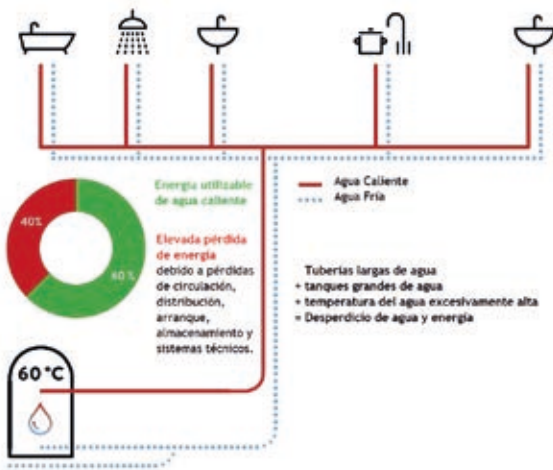 Energía utilizable
de agua caliente
40%
60%
Elevada pérdida
de energía
debido a pérdidas
de circulación,
distribución,
arranque,
almacenamiento y
sistemas técnicos.
Agua Caliente
Agua Fría
Tuberías largas de agua
+ tanques grandes de agua
+ temperatura del agua excesivamente alta
= Desperdicio de agua y energía
60°C